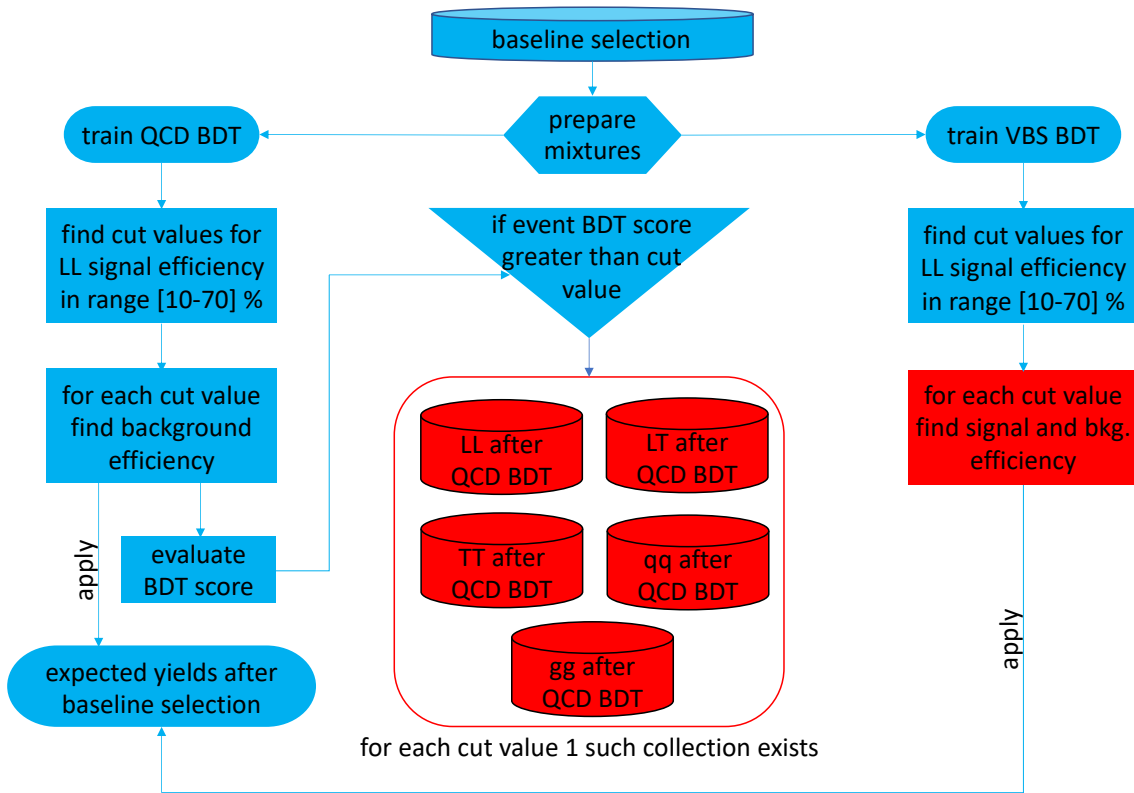 baseline selection
train QCD BDT
prepare
mixtures
train VBS BDT
find cut values for
LL signal efficiency
in range [10-70] %
if event BDT score
greater than cut
value
find cut values for
LL signal efficiency
in range [10-70] %
for each cut value
find background
efficiency
LL after
QCD BDT
LT after
QCD BDT
for each cut value
find signal and bkg.
efficiency
apply
evaluate
BDT score
TT after
QCD BDT
qq after
QCD BDT
apply
expected yields after
baseline selection
gg after
QCD BDT
for each cut value 1 such collection exists